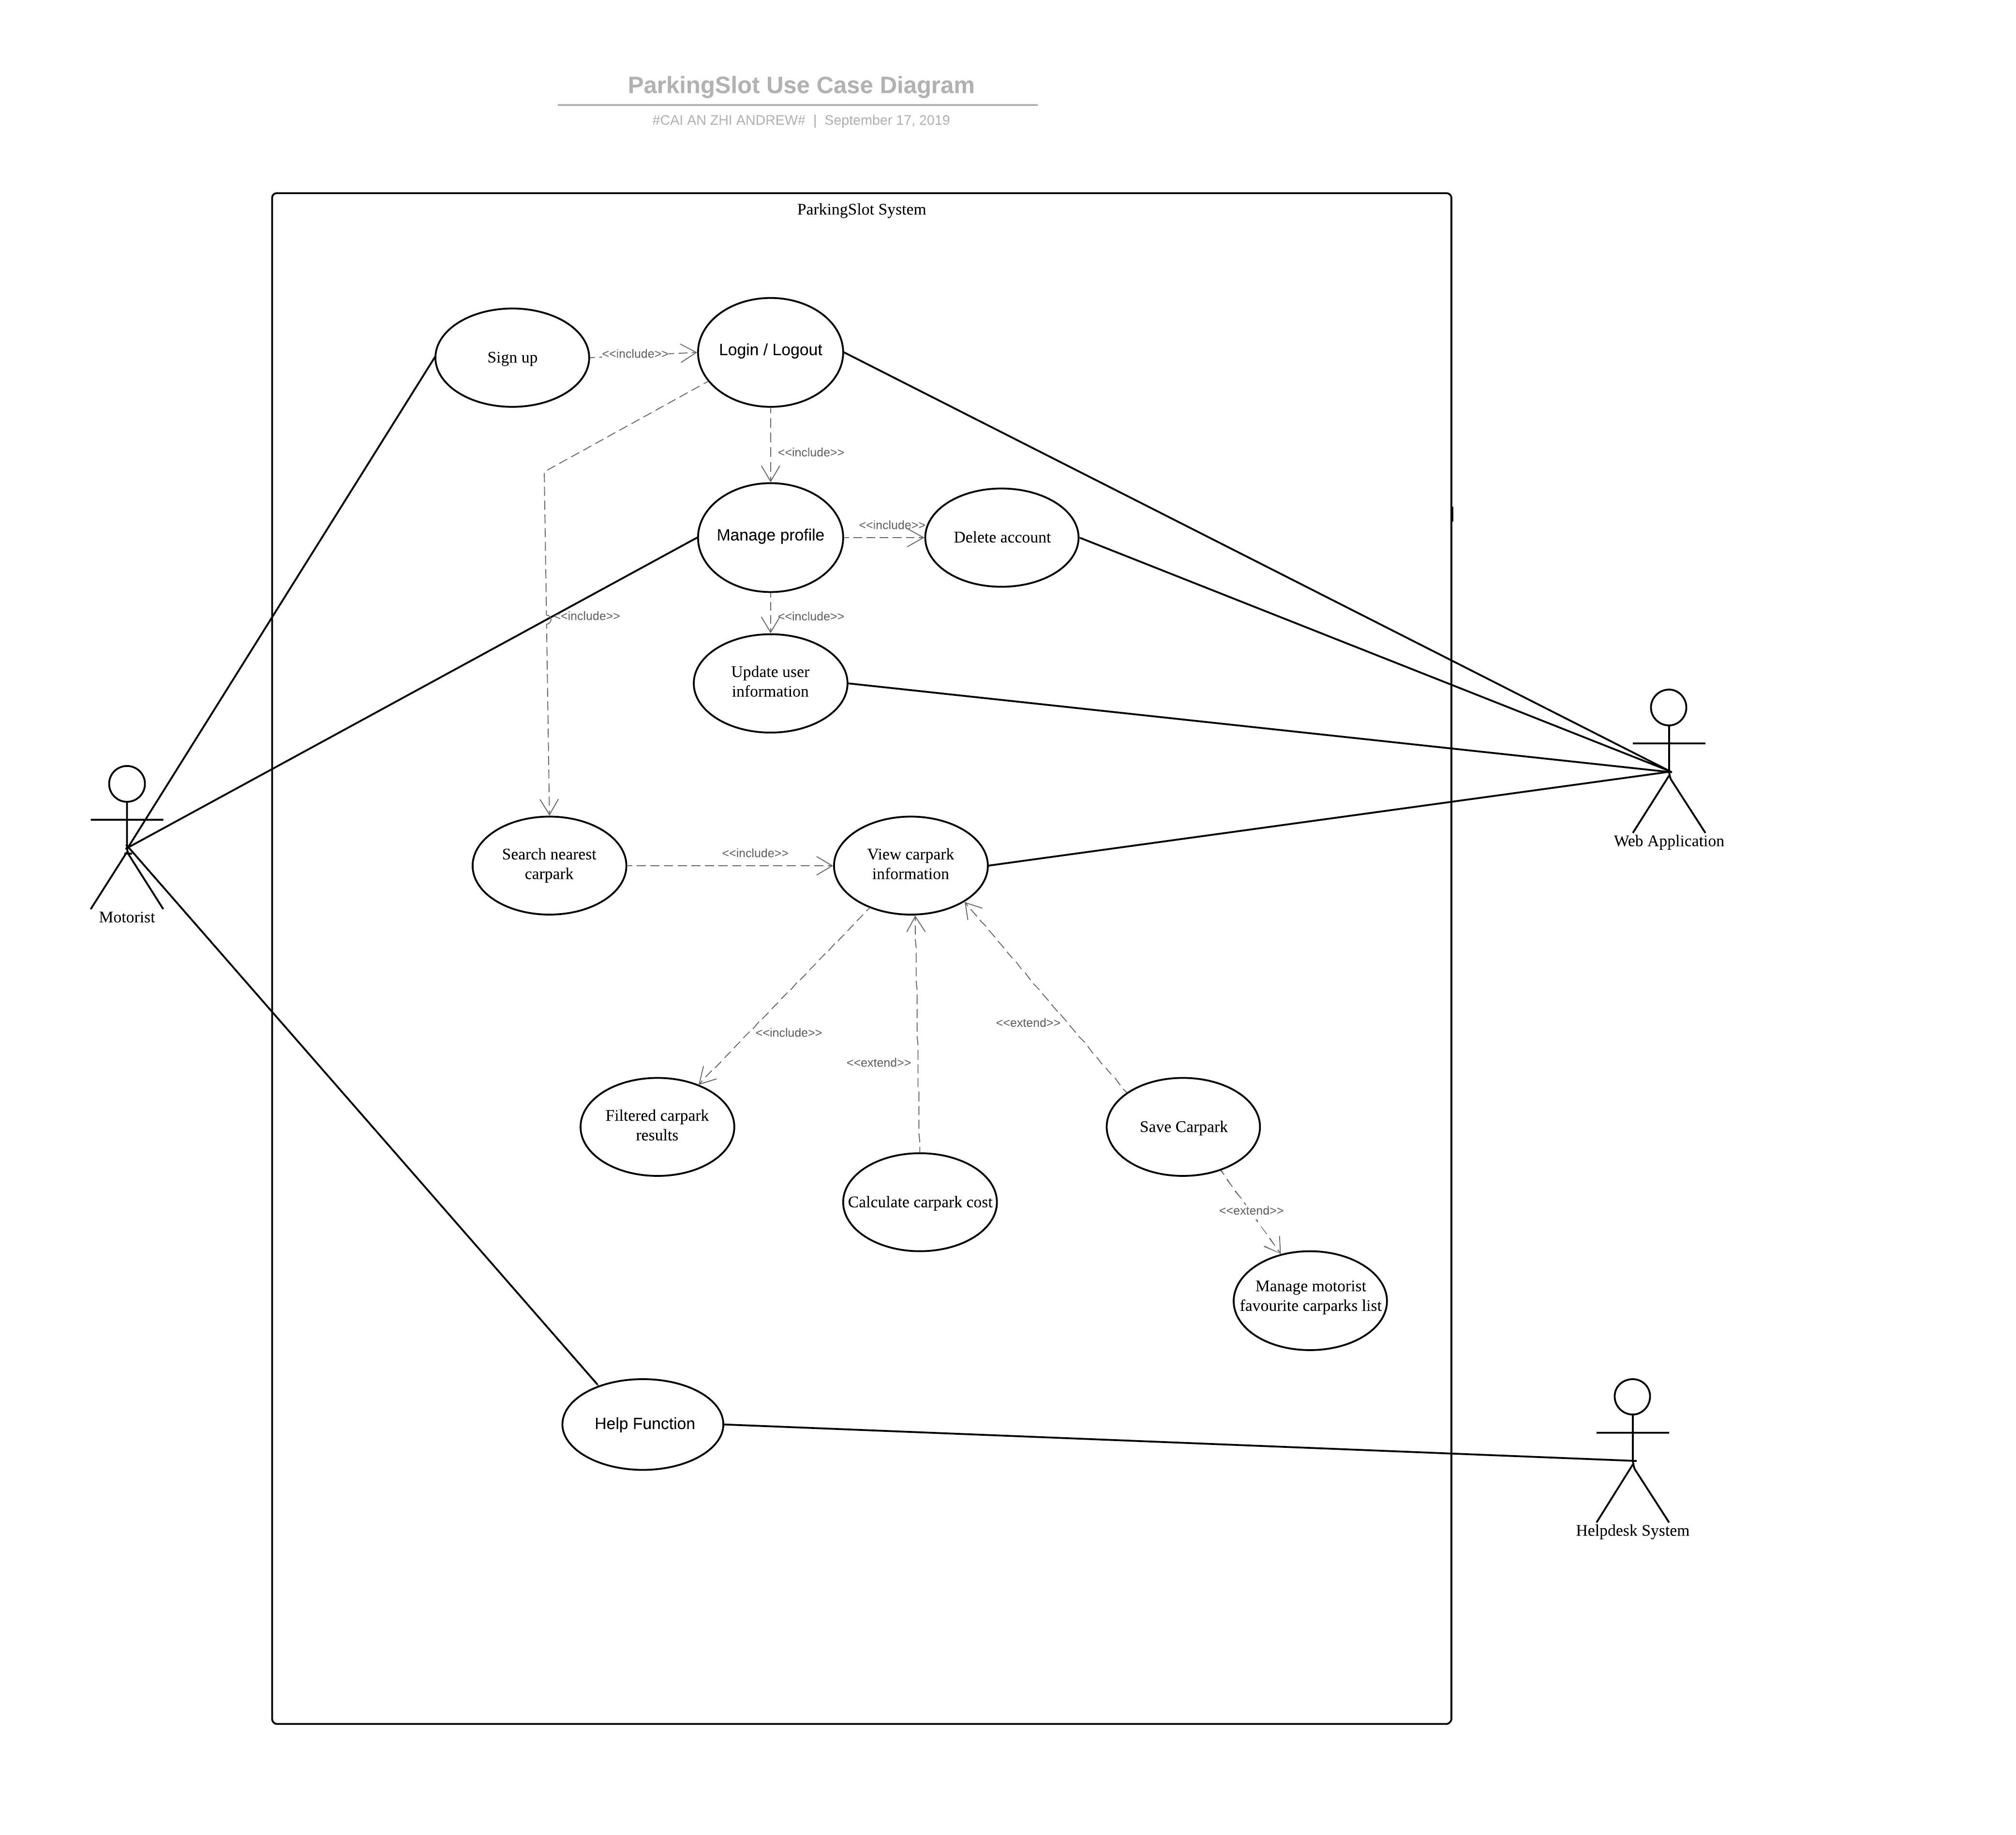 ParkingSlot Use Case Diagram
#CAI AN ZHI ANDREW# | September 17, 2019
ParkingSlot System
Sign up
<<include>>
Login / Logout
<<include>>
Manage profile
<<include>>
Delete account
<<include>>
<<include>>
Update user
information
Motorist
Web Application
Search nearest
carpark
<<include>>
View carpark
information
<<include>>
<<extend>>
<<extend>>
Filtered carpark
results
Calculate carpark cost
Save Carpark
<<extend>>
Manage motorist
favourite carparks list
Help Function
Helpdesk System